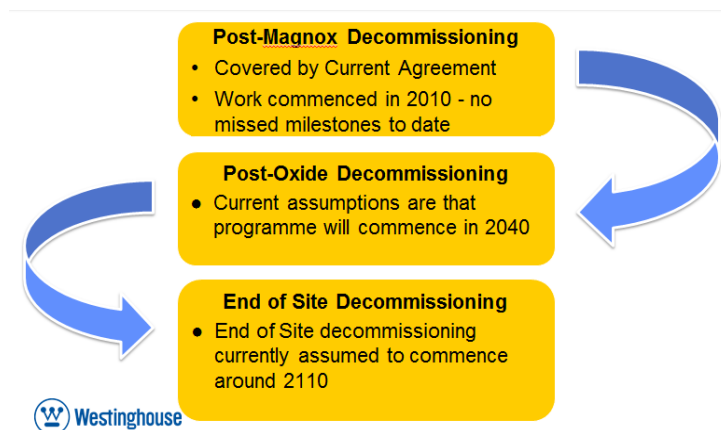 Post-Magnox Decommissioning
• Covered by Current Agreement
• Work commenced in 2010 - no
missed milestones to date
Post-Oxide Decommissioning
● Current assumptions are that
programme will commence in 2040
End of Site Decommissioning
● End of Site decommissioning
currently assumed to commence
around 2110
W Westinghouse